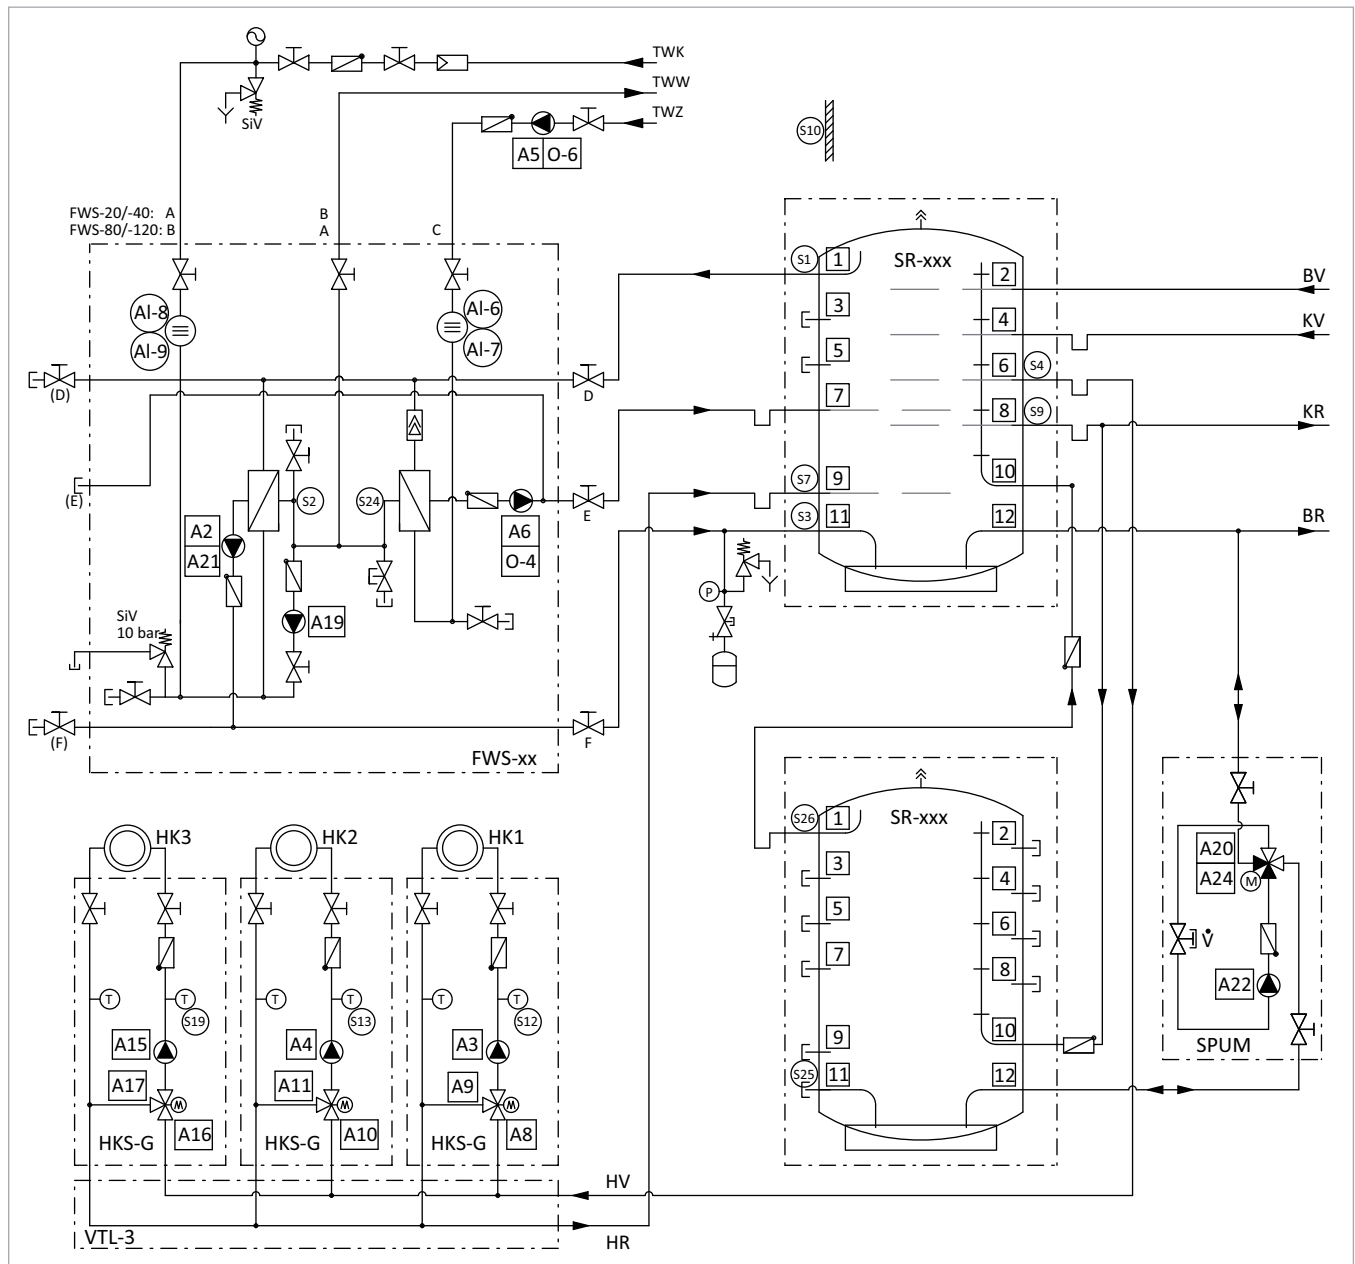 TWK
TWW
TWZ
SiV
A5 O-6
S10
FWS-20/-40: A
FWS-80/-120: B
B
A
C
S1
1
SR-xxx
2
BV
3
4
KV
5
6
S4
7
8
S9
KR
S7
9
10
S3
11
12
BR
AI-8
AI-9
AI-6
AI-7
(D)
D
(E)
E
S2
S24
A2
A21
A6
O-4
A19
P
SiV
10 bar
(F)
F
FWS-xx
S26
1
SR-xxx
2
3
4
5
6
7
8
9
10
S25
11
12
A20
A24
M
V̇
A22
SPUM
HK3
HK2
HK1
T
T
S19
T
T
S13
T
T
S12
A15
A4
A3
A17
A11
A9
M
M
M
A16
A10
A8
HKS-G
HKS-G
HKS-G
HV
VTL-3
HR